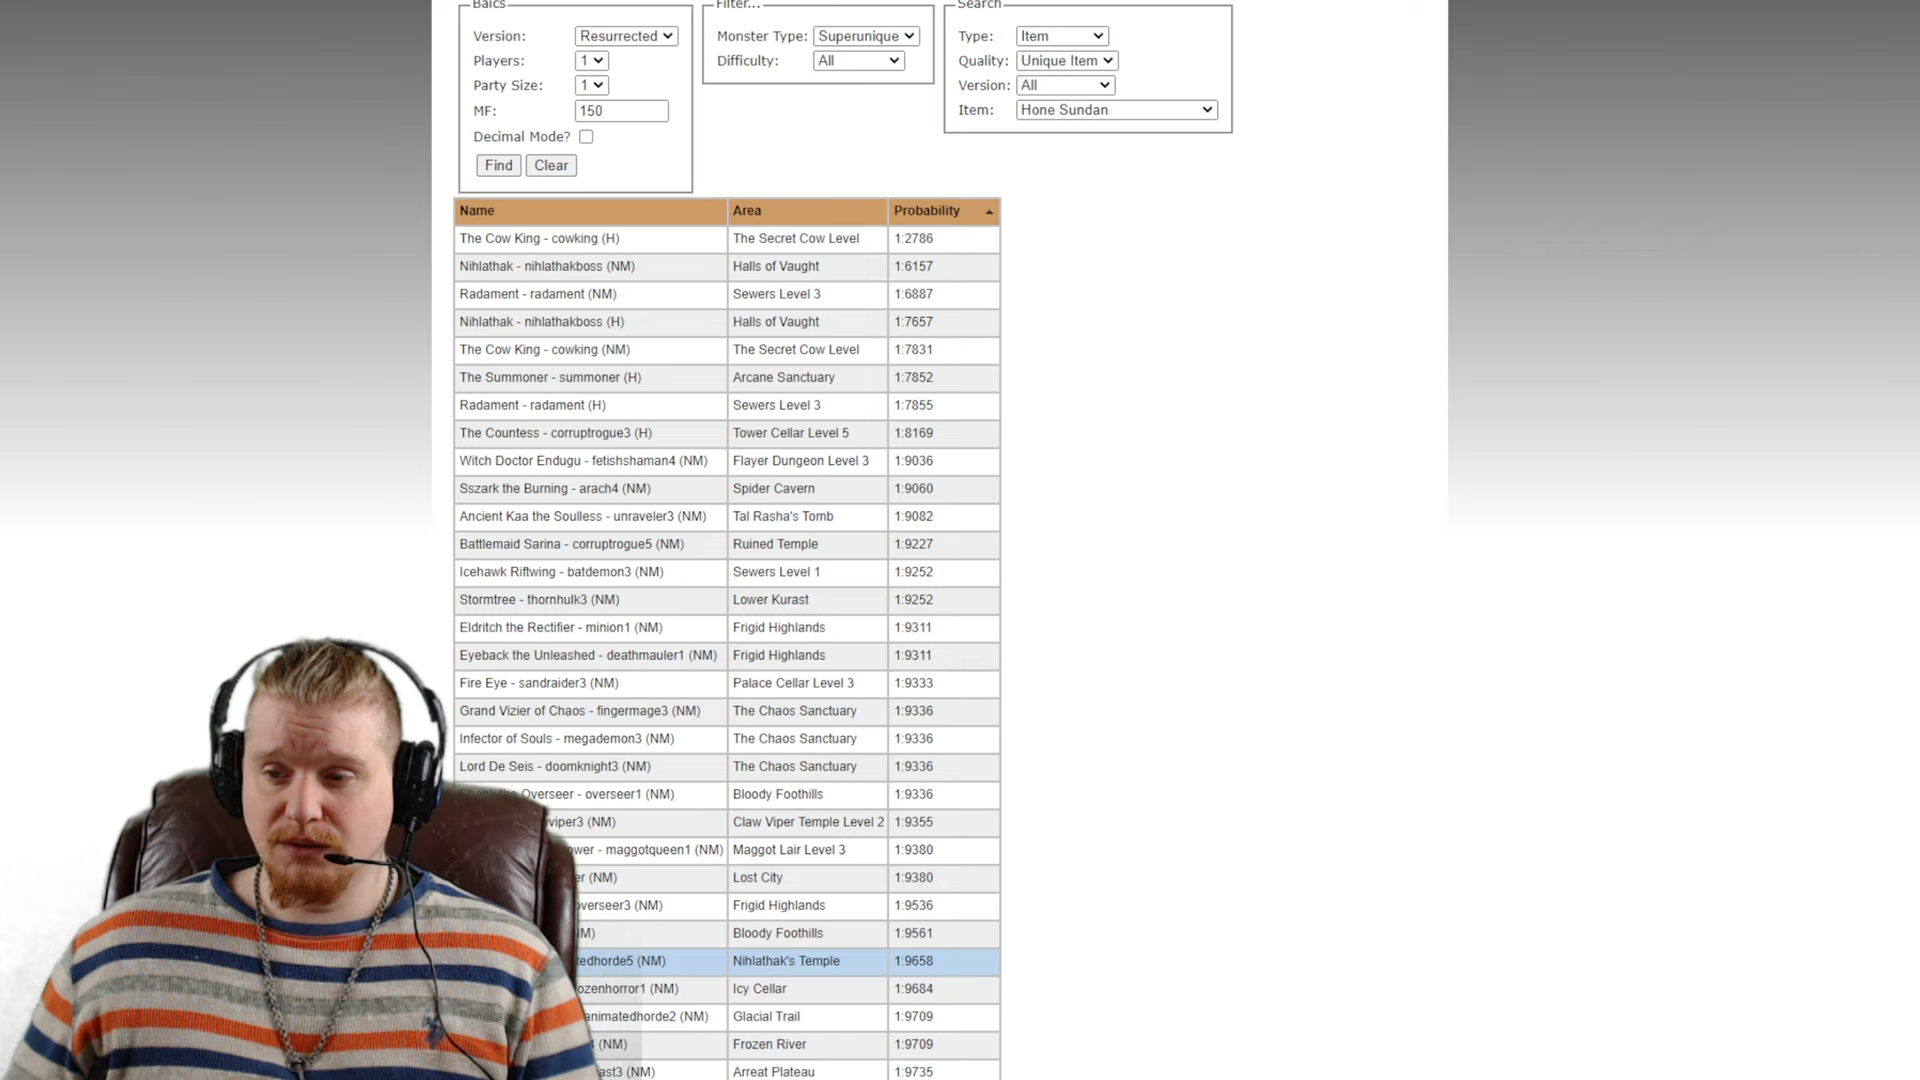 Baics
Filter...
Search
Version: Resurrected
Monster Type: Superunique
Type: Item
Players: 1
Difficulty: All
Quality: Unique Item
Party Size: 1
Version: All
MF: 150
Item: Hone Sundan
Decimal Mode?
Find Clear
Name Area Probability
The Cow King - cowking (H) The Secret Cow Level 1:2786
Nihlathak - nihlathakboss (NM) Halls of Vaught 1:6157
Radament - radament (NM) Sewers Level 3 1:6887
Nihlathak - nihlathakboss (H) Halls of Vaught 1:7657
The Cow King - cowking (NM) The Secret Cow Level 1:7831
The Summoner - summoner (H) Arcane Sanctuary 1:7852
Radament - radament (H) Sewers Level 3 1:7855
The Countess - corruptrogue3 (H) Tower Cellar Level 5 1:8169
Witch Doctor Endugu - fetishshaman4 (NM) Flayer Dungeon Level 3 1:9036
Sszark the Burning - arach4 (NM) Spider Cavern 1:9060
Ancient Kaa the Soulless - unraveler3 (NM) Tal Rasha's Tomb 1:9082
Battlemaid Sarina - corruptrogue5 (NM) Ruined Temple 1:9227
Icehawk Riftwing - batdemon3 (NM) Sewers Level 1 1:9252
Stormtree - thornhulk3 (NM) Lower Kurast 1:9252
Eldritch the Rectifier - minion1 (NM) Frigid Highlands 1:9311
Eyeback the Unleashed - deathmauler1 (NM) Frigid Highlands 1:9311
Fire Eye - sandraider3 (NM) Palace Cellar Level 3 1:9333
Grand Vizier of Chaos - fingermage3 (NM) The Chaos Sanctuary 1:9336
Infector of Souls - megademon3 (NM) The Chaos Sanctuary 1:9336
Lord De Seis - doomknight3 (NM) The Chaos Sanctuary 1:9336
Overseer - overseer1 (NM) Bloody Foothills 1:9336
viper3 (NM) Claw Viper Temple Level 2 1:9355
ower - maggotqueen1 (NM) Maggot Lair Level 3 1:9380
er (NM) Lost City 1:9380
overseer3 (NM) Frigid Highlands 1:9536
M) Bloody Foothills 1:9561
tedhorde5 (NM) Nihlathak's Temple 1:9658
ozenhorror1 (NM) Icy Cellar 1:9684
animatedhorde2 (NM) Glacial Trail 1:9709
4 (NM) Frozen River 1:9709
ast3 (NM) Arreat Plateau 1:9735